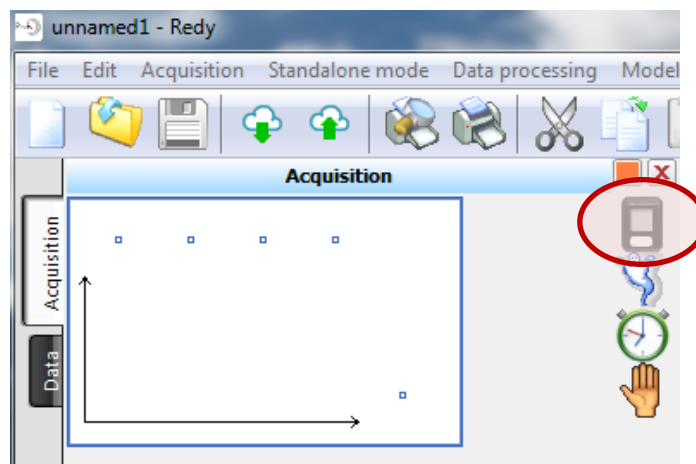 unnamed1 - Redy
File Edit Acquisition Standalone mode Data processing Model
Acquisition
Acquisition
Data